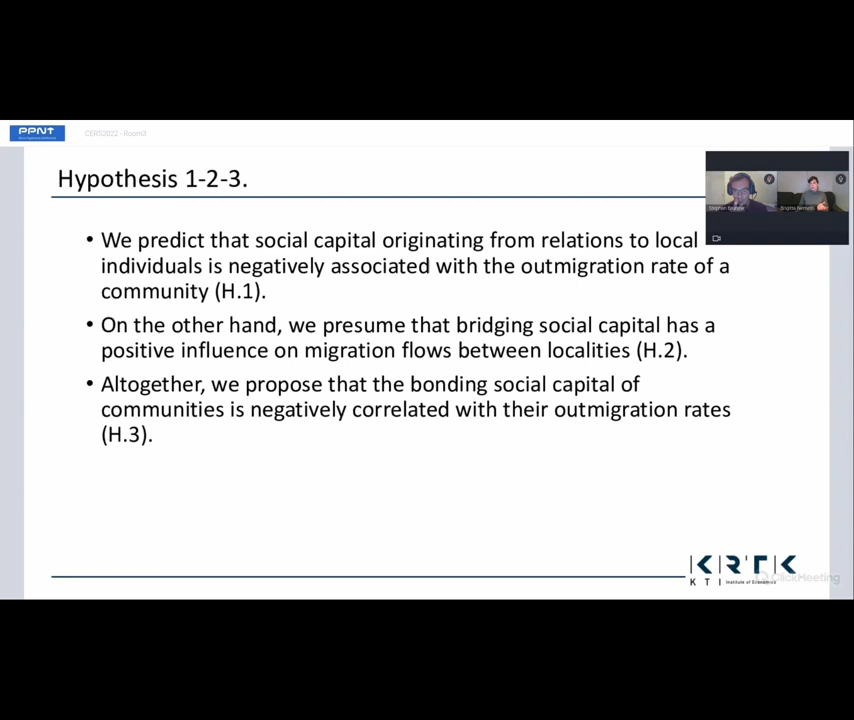 PPNT
CERS2022 - Room3
Hypothesis 1-2-3.
• We predict that social capital originating from relations to local
individuals is negatively associated with the outmigration rate of a
community (H.1).
• On the other hand, we presume that bridging social capital has a
positive influence on migration flows between localities (H.2).
• Altogether, we propose that the bonding social capital of
communities is negatively correlated with their outmigration rates
(H.3).
KRTK
KTI Institute of Economics
ClickMeeting